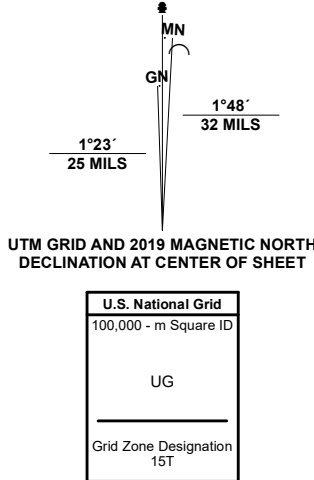 MN
GN
1°48´
32 MILS
1°23´
25 MILS
UTM GRID AND 2019 MAGNETIC NORTH
DECLINATION AT CENTER OF SHEET
U.S. National Grid
100,000 - m Square ID
UG
Grid Zone Designation
15T